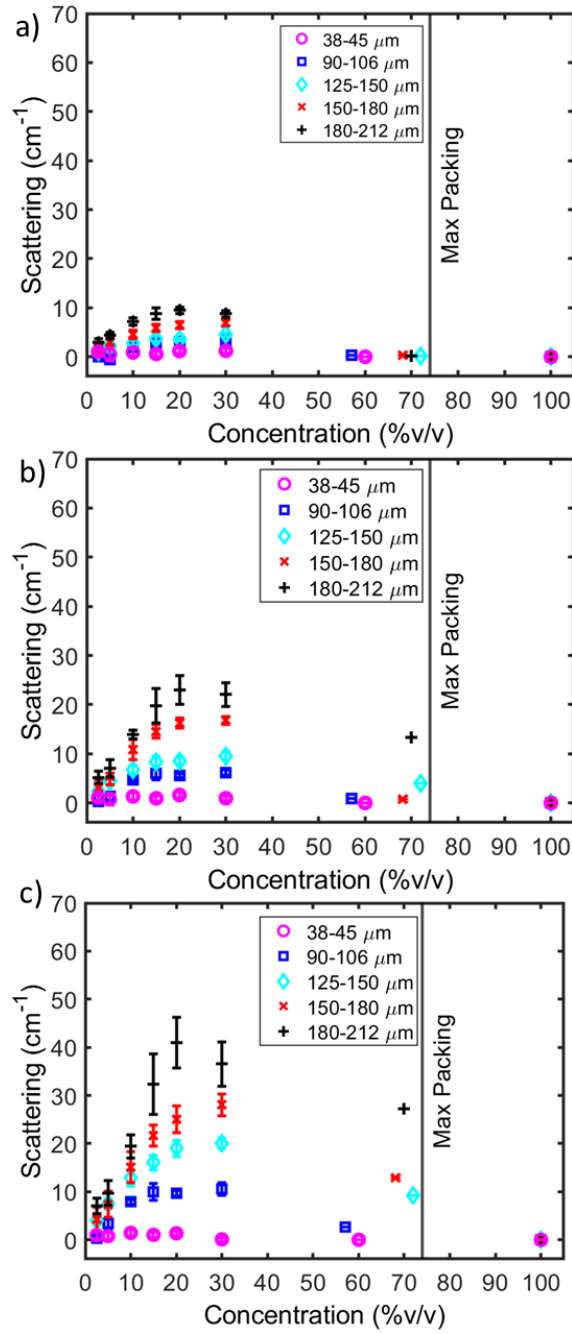 a)
70
60
50
40
30
20
10
0
Scattering (cm⁻¹)
38-45 μm
90-106 μm
125-150 μm
150-180 μm
180-212 μm
Max Packing
0 10 20 30 40 50 60 70 80 90 100
Concentration (%v/v)
b)
70
60
50
40
30
20
10
0
Scattering (cm⁻¹)
38-45 μm
90-106 μm
125-150 μm
150-180 μm
180-212 μm
Max Packing
0 10 20 30 40 50 60 70 80 90 100
Concentration (%v/v)
c)
70
60
50
40
30
20
10
0
Scattering (cm⁻¹)
38-45 μm
90-106 μm
125-150 μm
150-180 μm
180-212 μm
Max Packing
0 10 20 30 40 50 60 70 80 90 100
Concentration (%v/v)